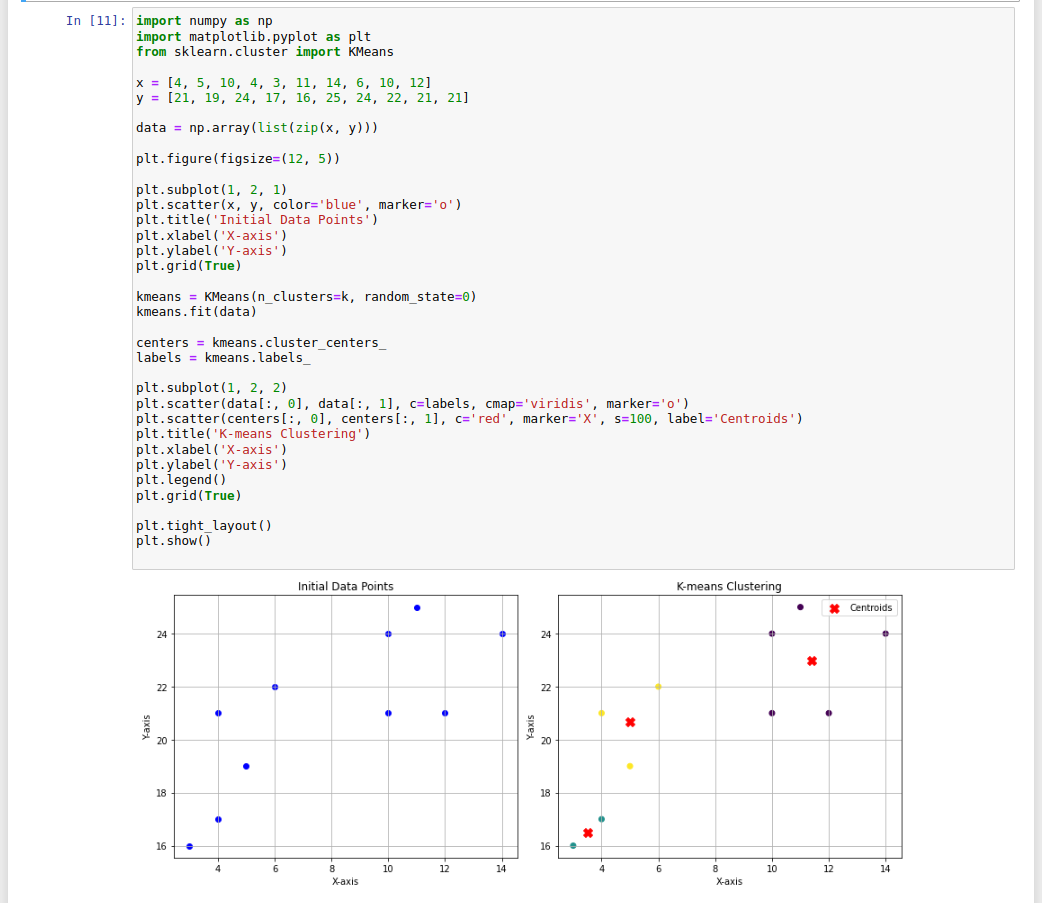 In [11]:
import numpy as np
import matplotlib.pyplot as plt
from sklearn.cluster import KMeans
x = [4, 5, 10, 4, 3, 11, 14, 6, 10, 12]
y = [21, 19, 24, 17, 16, 25, 24, 22, 21, 21]
data = np.array(list(zip(x, y)))
plt.figure(figsize=(12, 5))
plt.subplot(1, 2, 1)
plt.scatter(x, y, color='blue', marker='o')
plt.title('Initial Data Points')
plt.xlabel('X-axis')
plt.ylabel('Y-axis')
plt.grid(True)
kmeans = KMeans(n_clusters=k, random_state=0)
kmeans.fit(data)
centers = kmeans.cluster_centers_
labels = kmeans.labels_
plt.subplot(1, 2, 2)
plt.scatter(data[:, 0], data[:, 1], c=labels, cmap='viridis', marker='o')
plt.scatter(centers[:, 0], centers[:, 1], c='red', marker='X', s=100, label='Centroids')
plt.title('K-means Clustering')
plt.xlabel('X-axis')
plt.ylabel('Y-axis')
plt.legend()
plt.grid(True)
plt.tight_layout()
plt.show()
Initial Data Points
24
22
20
18
16
Y-axis
4 6 8 10 12 14
X-axis
K-means Clustering
Centroids
24
22
20
18
16
Y-axis
4 6 8 10 12 14
X-axis